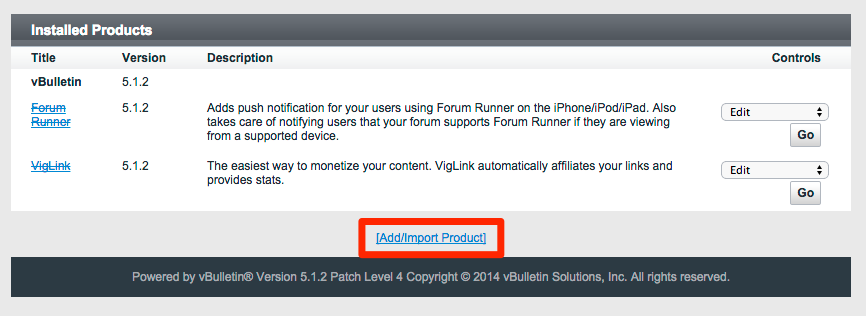 Installed Products
Title Version Description Controls
vBulletin 5.1.2
Forum Runner 5.1.2 Adds push notification for your users using Forum Runner on the iPhone/iPod/iPad. Also
takes care of notifying users that your forum supports Forum Runner if they are viewing
from a supported device.
Edit
Go
VigLink 5.1.2 The easiest way to monetize your content. VigLink automatically affiliates your links and
provides stats.
Edit
Go
[Add/Import Product]
Powered by vBulletin® Version 5.1.2 Patch Level 4 Copyright © 2014 vBulletin Solutions, Inc. All rights reserved.